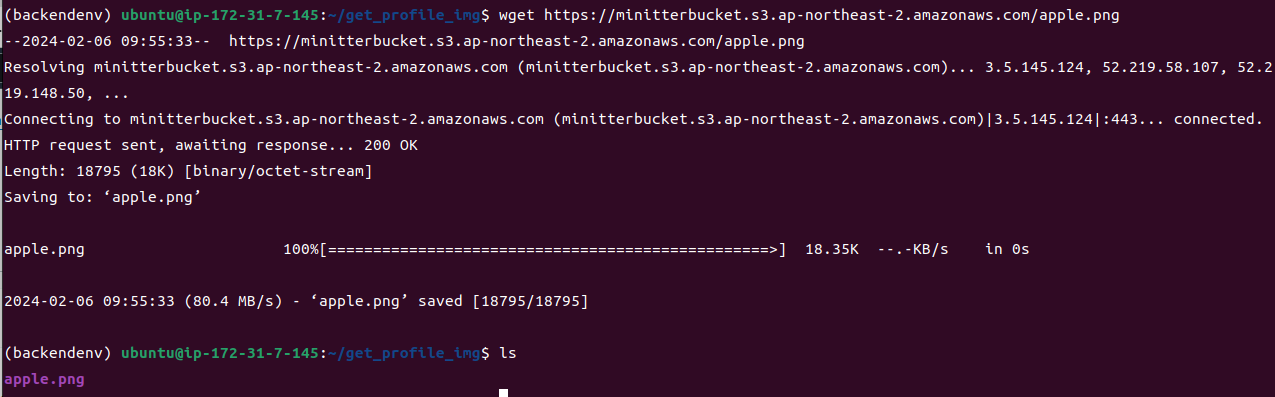 (backendenv) ubuntu@ip-172-31-7-145:~/get_profile_img$ wget https://minitterbucket.s3.ap-northeast-2.amazonaws.com/apple.png
--2024-02-06 09:55:33--  https://minitterbucket.s3.ap-northeast-2.amazonaws.com/apple.png
Resolving minitterbucket.s3.ap-northeast-2.amazonaws.com (minitterbucket.s3.ap-northeast-2.amazonaws.com)... 3.5.145.124, 52.219.58.107, 52.2
19.148.50, ...
Connecting to minitterbucket.s3.ap-northeast-2.amazonaws.com (minitterbucket.s3.ap-northeast-2.amazonaws.com)|3.5.145.124|:443... connected.
HTTP request sent, awaiting response... 200 OK
Length: 18795 (18K) [binary/octet-stream]
Saving to: ‘apple.png’
apple.png                      100%[=================================================>]  18.35K  --.-KB/s    in 0s
2024-02-06 09:55:33 (80.4 MB/s) - ‘apple.png’ saved [18795/18795]
(backendenv) ubuntu@ip-172-31-7-145:~/get_profile_img$ ls
apple.png